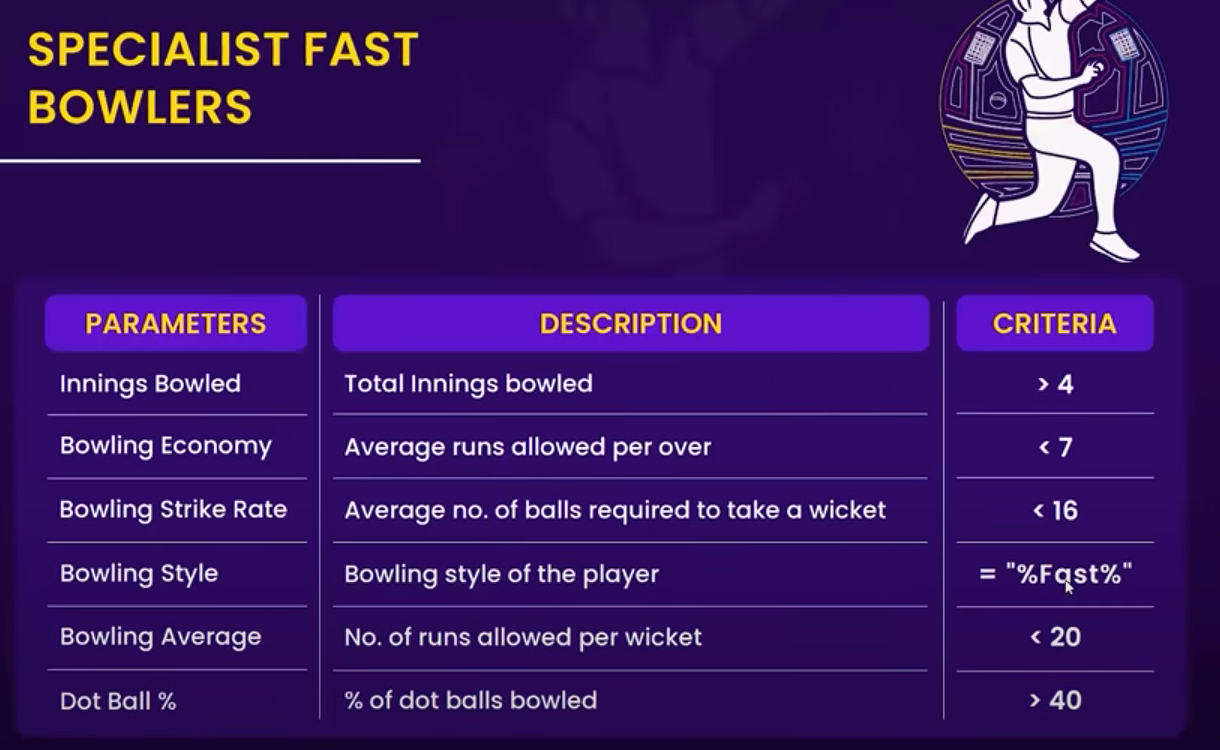 SPECIALIST FAST
BOWLERS
PARAMETERS DESCRIPTION CRITERIA
Innings Bowled Total Innings bowled > 4
Bowling Economy Average runs allowed per over < 7
Bowling Strike Rate Average no. of balls required to take a wicket < 16
Bowling Style Bowling style of the player = "%Fast%"
Bowling Average No. of runs allowed per wicket < 20
Dot Ball % % of dot balls bowled > 40